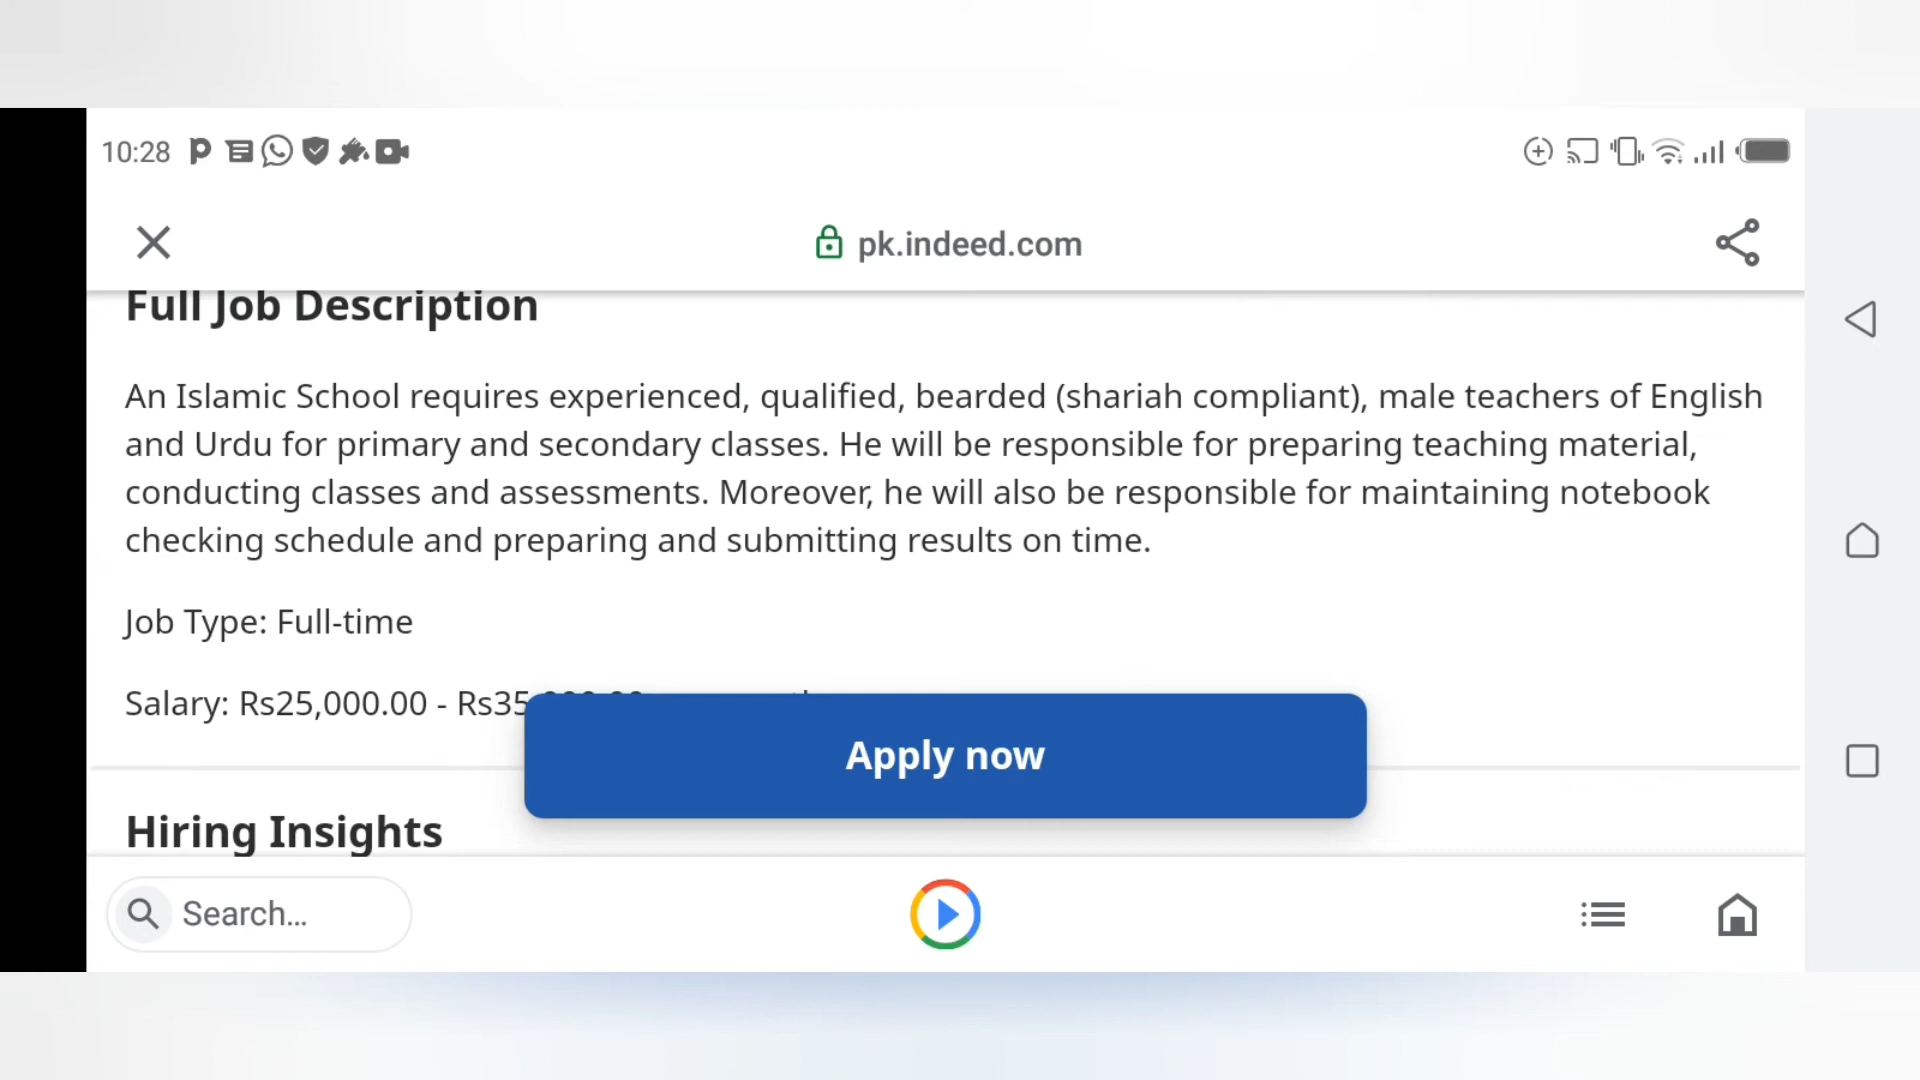 10:28
pk.indeed.com
Full Job Description
An Islamic School requires experienced, qualified, bearded (shariah compliant), male teachers of English
and Urdu for primary and secondary classes. He will be responsible for preparing teaching material,
conducting classes and assessments. Moreover, he will also be responsible for maintaining notebook
checking schedule and preparing and submitting results on time.
Job Type: Full-time
Salary: Rs25,000.00 - Rs35
Apply now
Hiring Insights
Search...